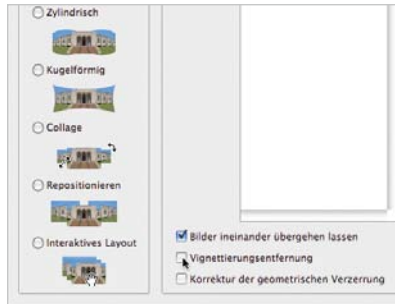 Zylindrisch
Kugelförmig
Collage
Repositionieren
Interaktives Layout
Bilder ineinander übergehen lassen
Vignettierungsentfernung
Korrektur der geometrischen Verzerrung